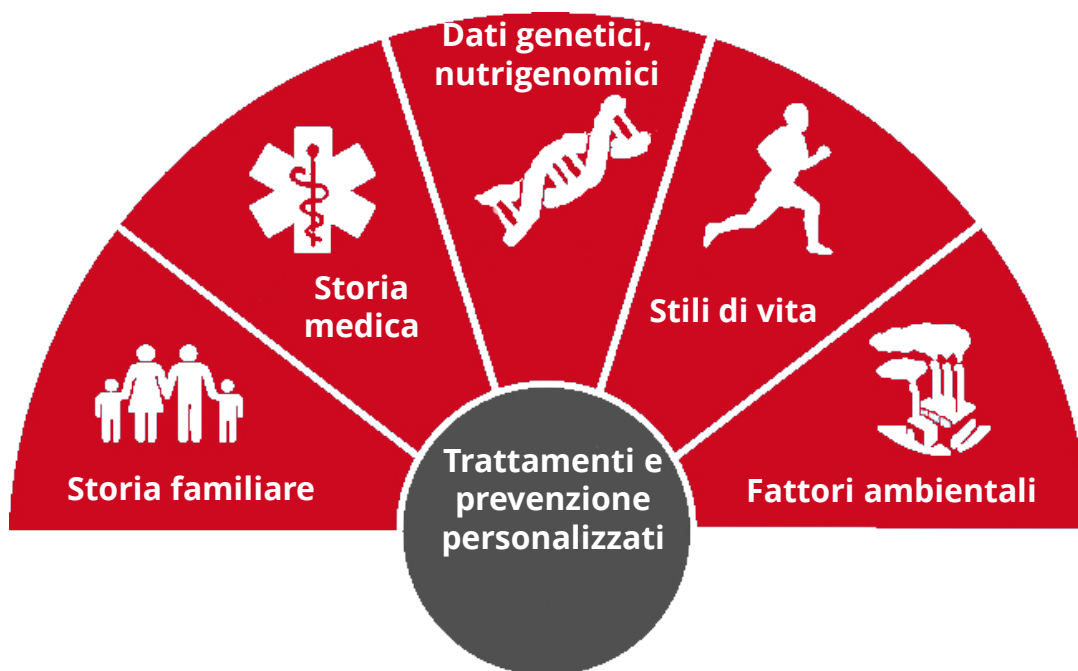 Dati genetici,
nutrigenomici
Storia
medica
Stili di vita
Storia familiare
Fattori ambientali
Trattamenti e
prevenzione
personalizzati